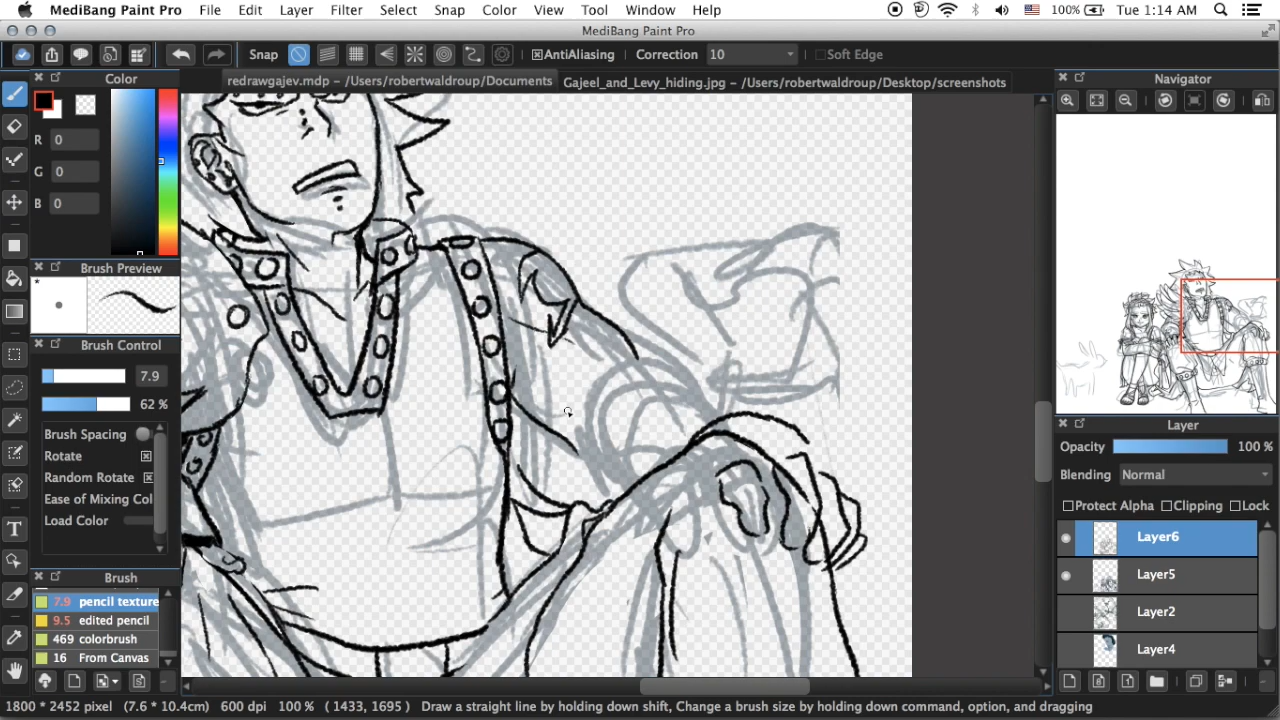 MediBang Paint Pro File Edit Layer Filter Select Snap Color View Tool Window Help 100% Tue 1:14 AM
MediBang Paint Pro
Snap AntiAliasing Correction 10 Soft Edge
Color
redrawgajev.mdp – /Users/robertwaldroup/Documents Gajeel_and_Levy_hiding.jpg – /Users/robertwaldroup/Desktop/screenshots
Navigator
R 0
G 0
B 0
Brush Preview
*
Brush Control
7.9
62 %
Brush Spacing
Rotate
Random Rotate
Ease of Mixing Col
Load Color
Brush
7.9 pencil texture
9.5 edited pencil
469 colorbrush
16 From Canvas
Layer
Opacity 100 %
Blending Normal
Protect Alpha Clipping Lock
Layer6
Layer5
Layer2
Layer4
T
8
1
1800 * 2452 pixel (7.6 * 10.4cm) 600 dpi 100 % ( 1433, 1695 ) Draw a straight line by holding down shift, Change a brush size by holding down command, option, and dragging